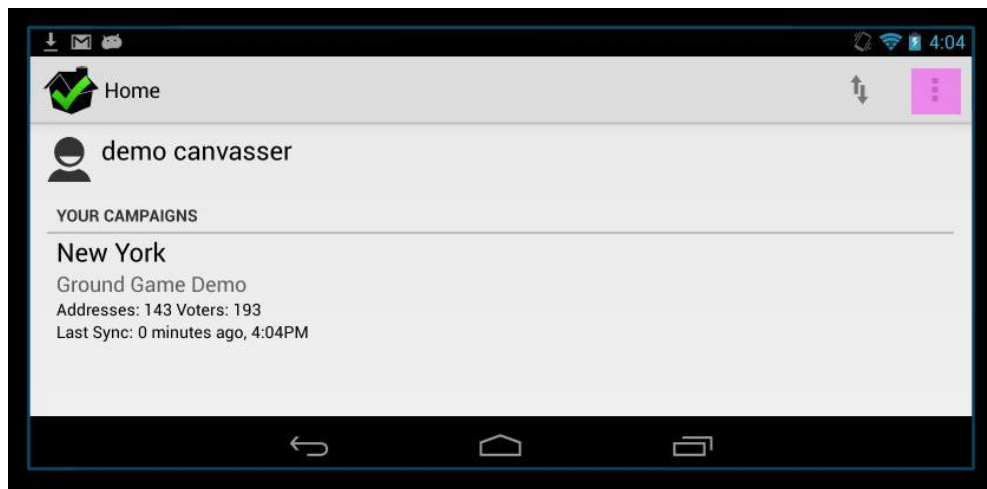 4:04
Home
demo canvasser
YOUR CAMPAIGNS
New York
Ground Game Demo
Addresses: 143 Voters: 193
Last Sync: 0 minutes ago, 4:04PM